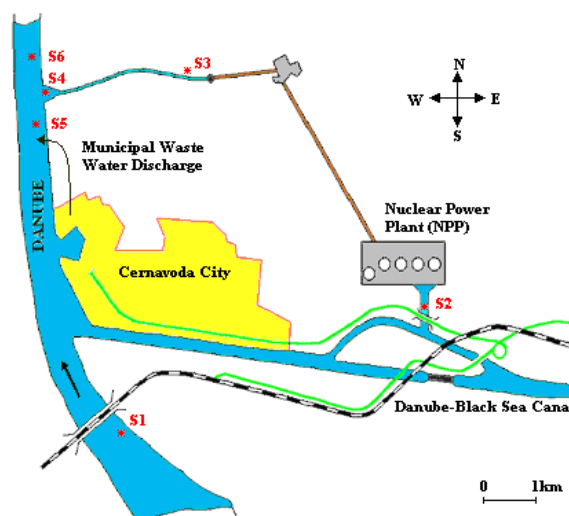 S6
S4
S3
S5
N
W E
S
Municipal Waste
Water Discharge
DANUBE
Nuclear Power
Plant (NPP)
Cernavoda City
S2
Danube-Black Sea Cana
S1
0 1km